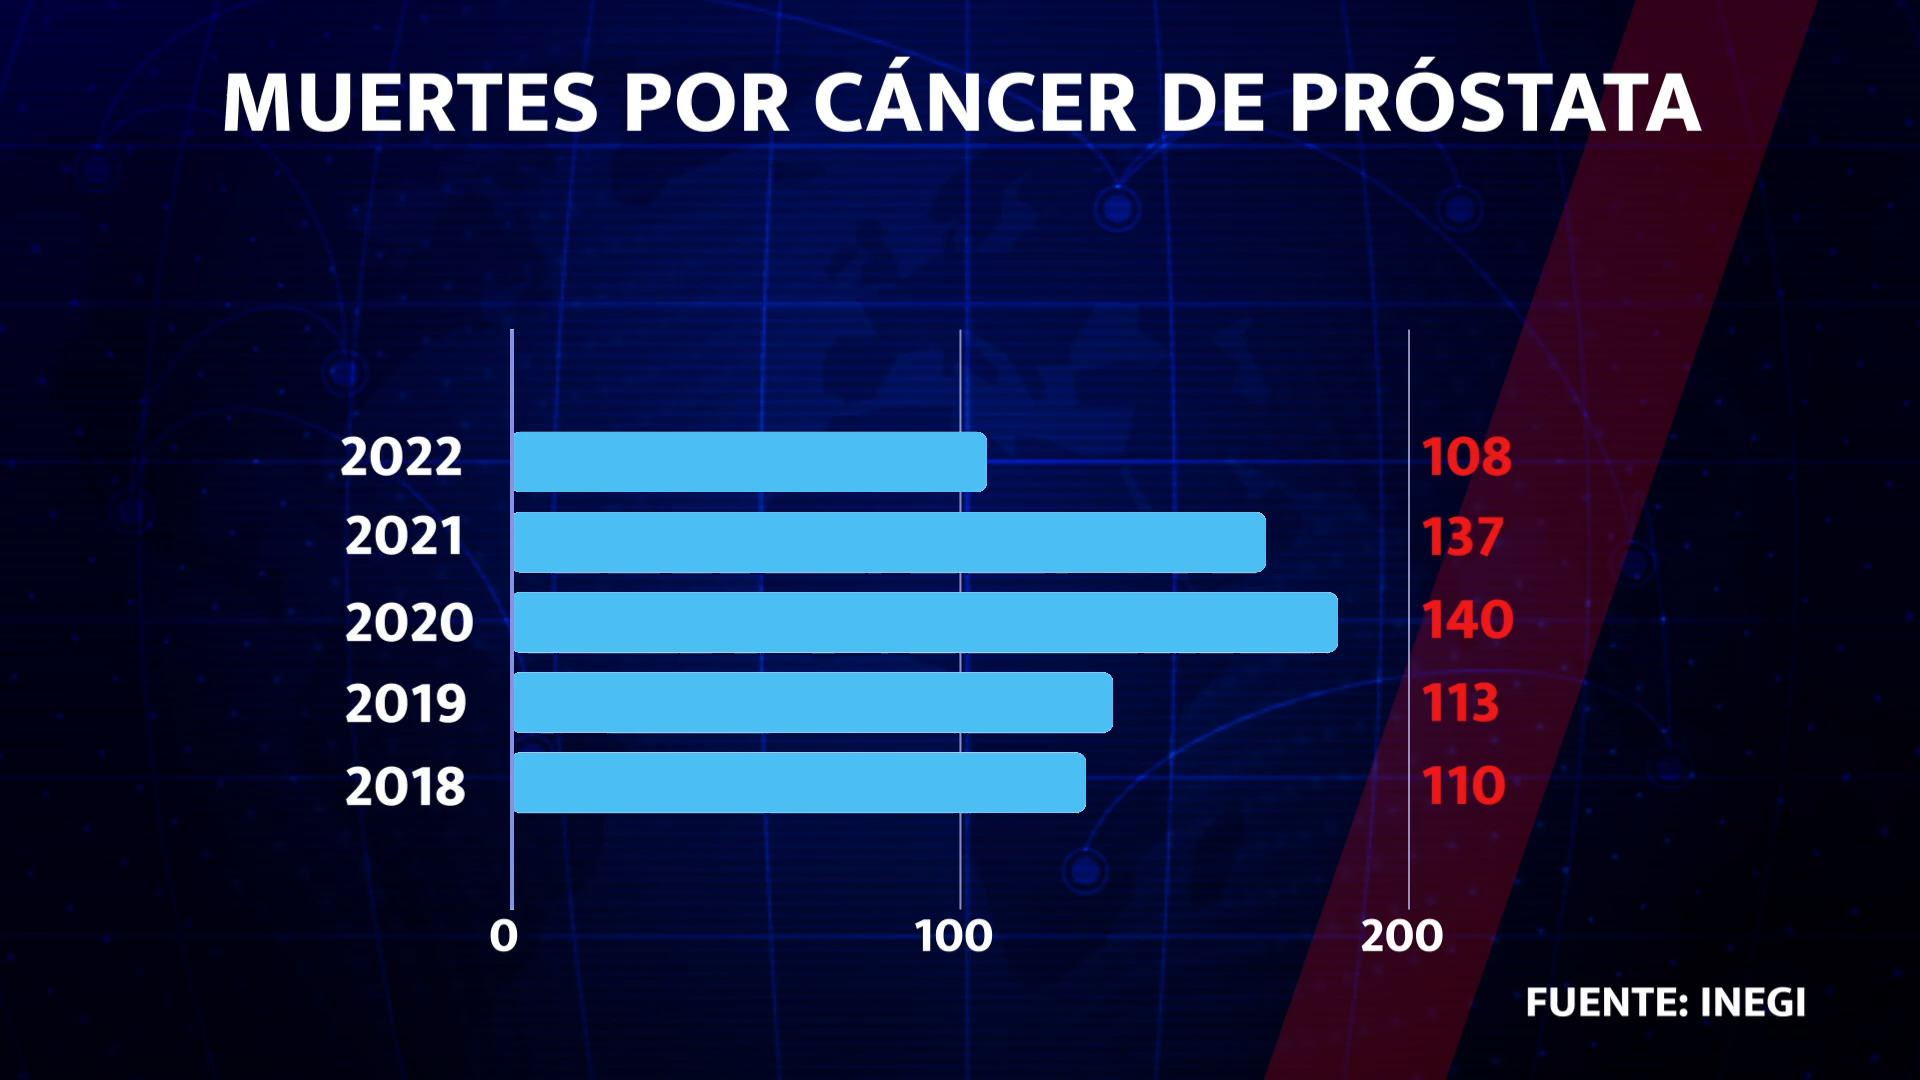 MUERTES POR CÁNCER DE PRÓSTATA
2022 108
2021 137
2020 140
2019 113
2018 110
0 100 200
FUENTE: INEGI